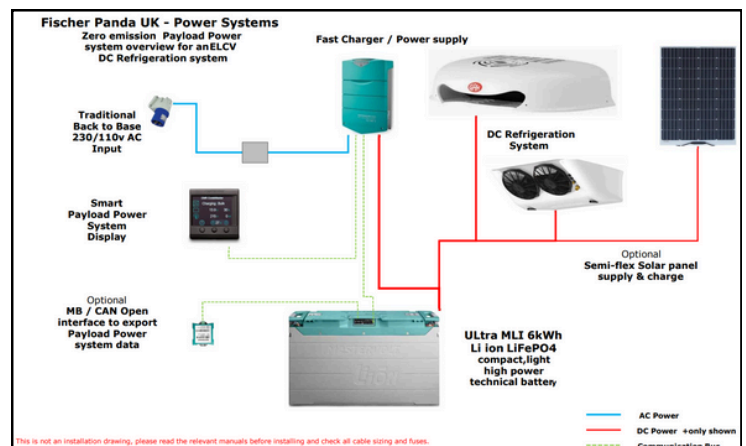 Fischer Panda UK - Power Systems
Zero emission Payload Power
system overview for anELCV
DC Refrigeration system
Fast Charger / Power supply
Traditional
Back to Base
230/110v AC
Input
DC Refrigeration
System
Smart
Payload Power
System
Display
Optional
Semi-flex Solar panel
supply & charge
Optional
MB / CAN Open
interface to export
Payload Power
system data
ULtra MLI 6kWh
Li ion LiFePO4
compact,light
high power
technical battery
AC Power
DC Power +only shown
Communication Bus
This is not an installation drawing, please read the relevant manuals before installing and check all cable sizing and fuses.